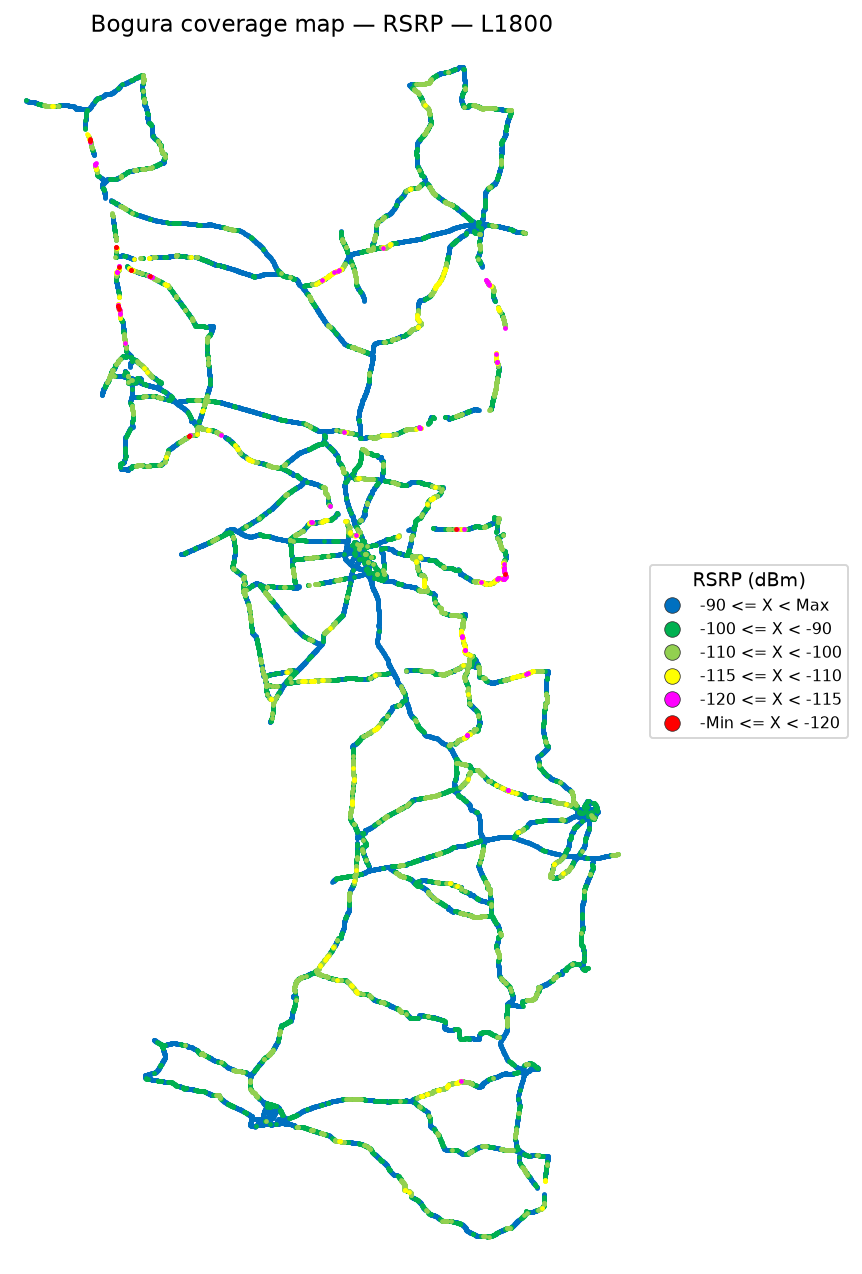 Bogura coverage map — RSRP — L1800
RSRP (dBm)
-90 <= X < Max
-100 <= X < -90
-110 <= X < -100
-115 <= X < -110
-120 <= X < -115
-Min <= X < -120